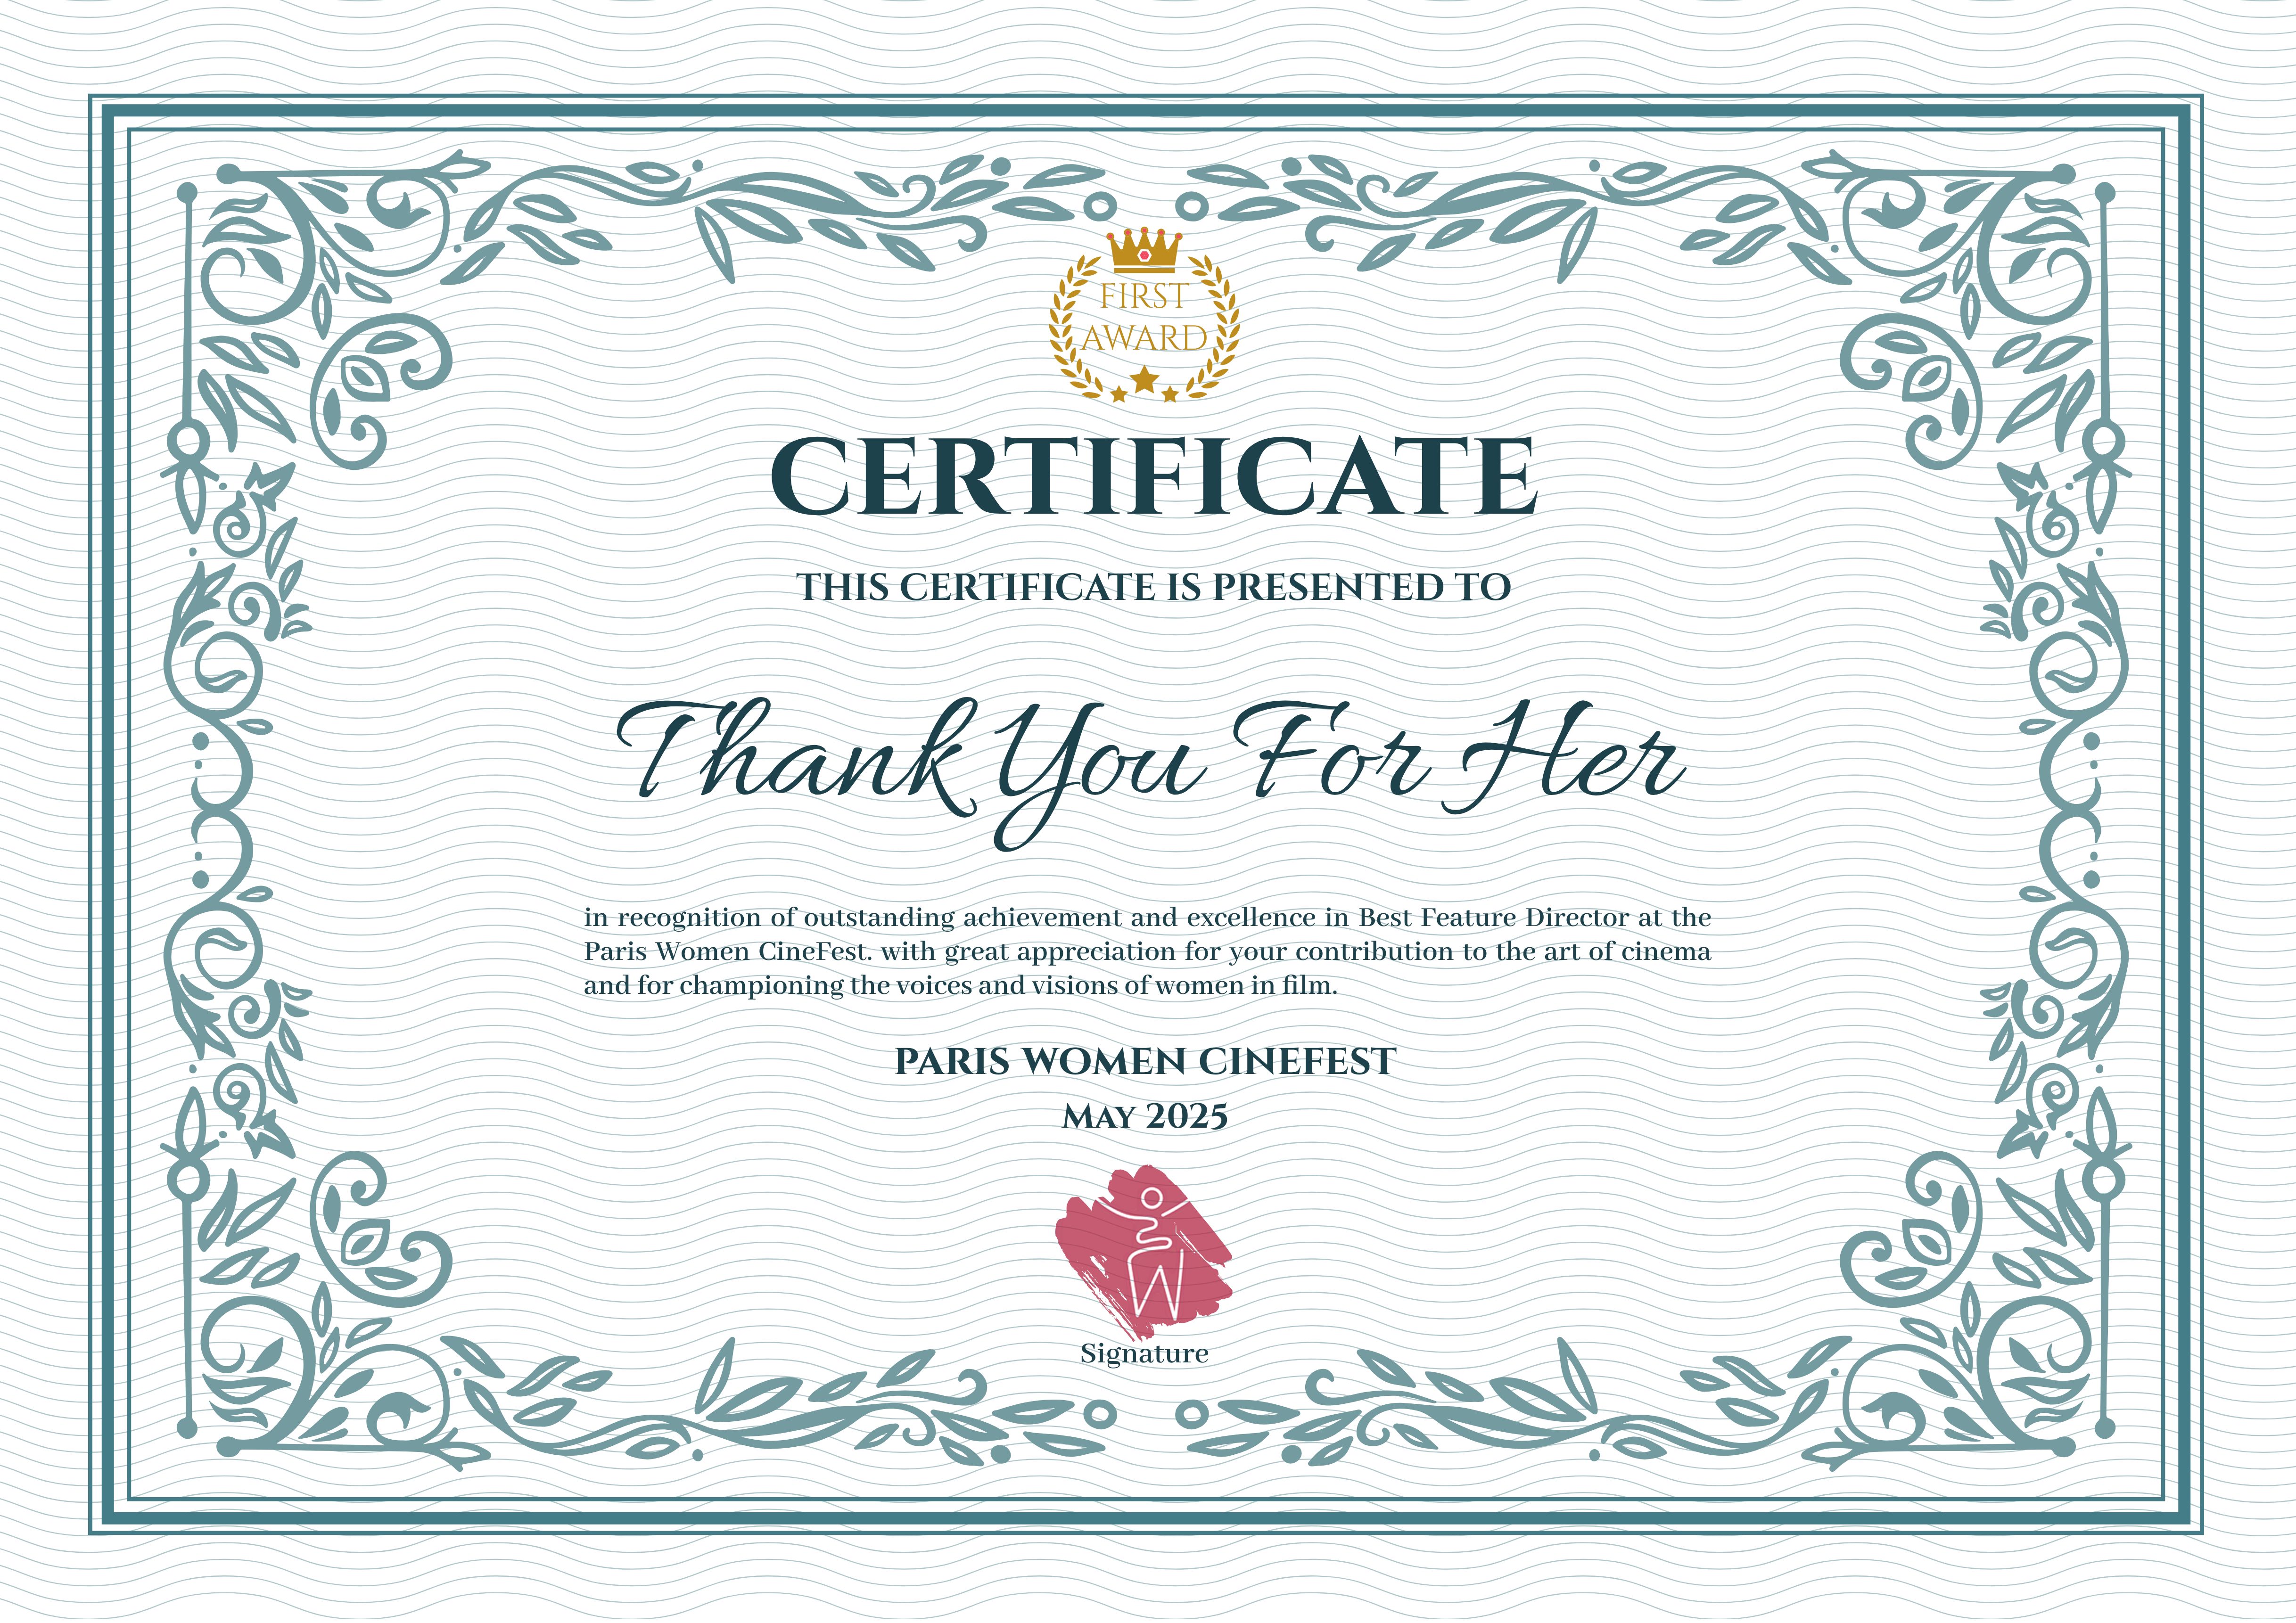 FIRST
AWARD
CERTIFICATE
THIS CERTIFICATE IS PRESENTED TO
Thank You For Her
in recognition of outstanding achievement and excellence in Best Feature Director at the
Paris Women CineFest. with great appreciation for your contribution to the art of cinema
and for championing the voices and visions of women in film.
PARIS WOMEN CINEFEST
MAY 2025
Signature